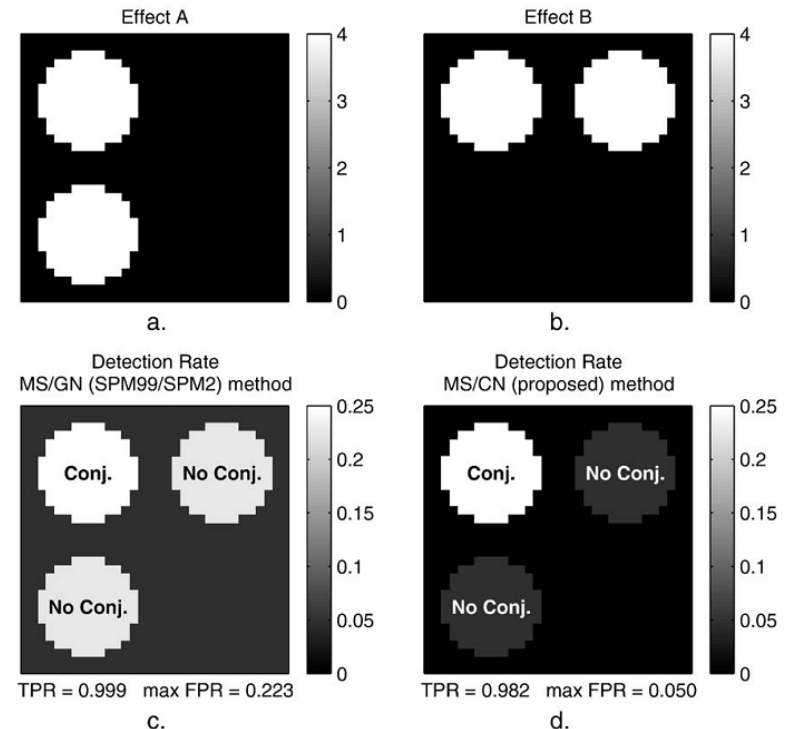 Effect A
Effect B
4
3
2
1
0
4
3
2
1
0
a.
b.
Detection Rate
MS/GN (SPM99/SPM2) method
Detection Rate
MS/CN (proposed) method
Conj.
No Conj.
No Conj.
0.25
0.2
0.15
0.1
0.05
0
Conj.
No Conj.
No Conj.
0.25
0.2
0.15
0.1
0.05
0
TPR = 0.999 max FPR = 0.223
TPR = 0.982 max FPR = 0.050
c.
d.